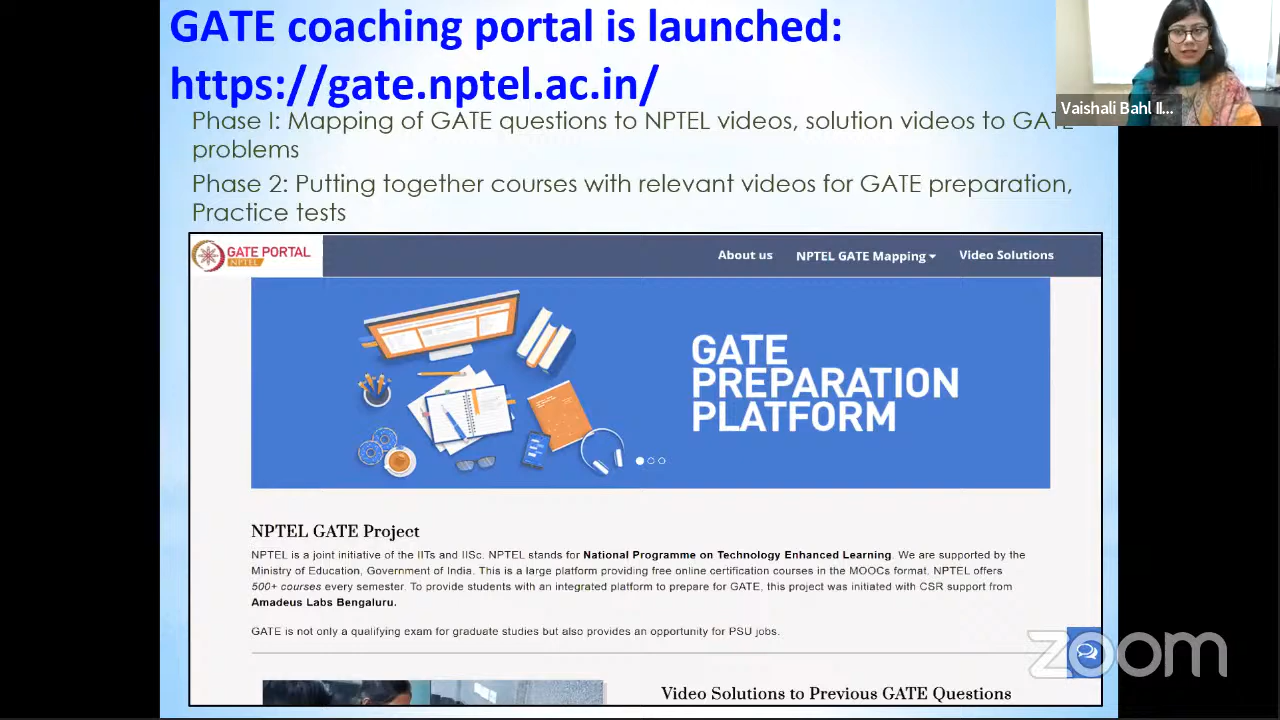 GATE coaching portal is launched:
https://gate.nptel.ac.in/
Vaishali Bahl II...
Phase I: Mapping of GATE questions to NPTEL videos, solution videos to GATE
problems
Phase 2: Putting together courses with relevant videos for GATE preparation,
Practice tests
GATE PORTAL
NPTEL
About us
NPTEL GATE Mapping
Video Solutions
GATE
PREPARATION
PLATFORM
NPTEL GATE Project
NPTEL is a joint initiative of the IITs and IISc. NPTEL stands for National Programme on Technology Enhanced Learning. We are supported by the
Ministry of Education, Government of India. This is a large platform providing free online certification courses in the MOOCs format. NPTEL offers
500+ courses every semester. To provide students with an integrated platform to prepare for GATE, this project was initiated with CSR support from
Amadeus Labs Bengaluru.
GATE is not only a qualifying exam for graduate studies but also provides an opportunity for PSU jobs.
zoom
Video Solutions to Previous GATE Questions